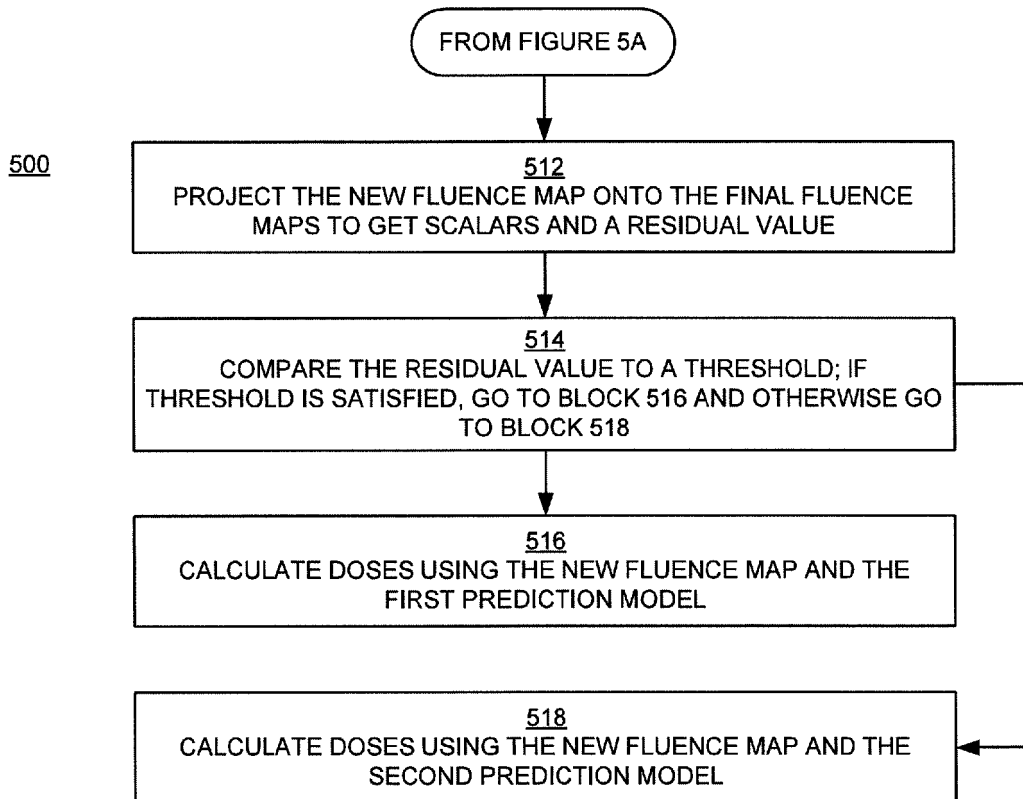 FROM FIGURE 5A
500
512
PROJECT THE NEW FLUENCE MAP ONTO THE FINAL FLUENCE
MAPS TO GET SCALARS AND A RESIDUAL VALUE
514
COMPARE THE RESIDUAL VALUE TO A THRESHOLD; IF
THRESHOLD IS SATISFIED, GO TO BLOCK 516 AND OTHERWISE GO
TO BLOCK 518
516
CALCULATE DOSES USING THE NEW FLUENCE MAP AND THE
FIRST PREDICTION MODEL
518
CALCULATE DOSES USING THE NEW FLUENCE MAP AND THE
SECOND PREDICTION MODEL